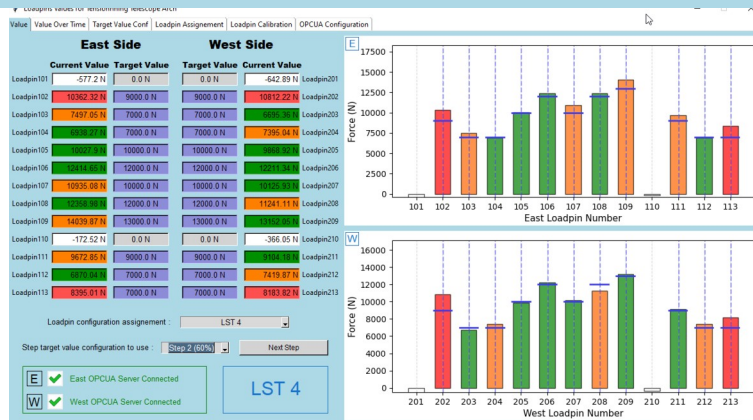 Loadpins Values for Tensionning Telescope Arch
Value Value Over Time Target Value Conf Loadpin Assignement Loadpin Calibration OPCUA Configuration
East Side West Side
Current Value Target Value Target Value Current Value
Loadpin101 -577.2 N 0.0 N 0.0 N -642.89 N Loadpin201
Loadpin102 10362.32 N 9000.0 N 9000.0 N 10812.22 N Loadpin202
Loadpin103 7497.05 N 7000.0 N 7000.0 N 6695.36 N Loadpin203
Loadpin104 6938.27 N 7000.0 N 7000.0 N 7395.04 N Loadpin204
Loadpin105 10027.9 N 10000.0 N 10000.0 N 9868.92 N Loadpin205
Loadpin106 12414.65 N 12000.0 N 12000.0 N 12211.34 N Loadpin206
Loadpin107 10935.08 N 10000.0 N 10000.0 N 10125.93 N Loadpin207
Loadpin108 12358.98 N 12000.0 N 12000.0 N 11241.11 N Loadpin208
Loadpin109 14039.87 N 13000.0 N 13000.0 N 13152.05 N Loadpin209
Loadpin110 -172.52 N 0.0 N 0.0 N -366.05 N Loadpin210
Loadpin111 9672.85 N 9000.0 N 9000.0 N 9104.18 N Loadpin211
Loadpin112 6870.04 N 7000.0 N 7000.0 N 7419.87 N Loadpin212
Loadpin113 8395.01 N 7000.0 N 7000.0 N 8183.82 N Loadpin213
Loadpin configuration assignement : LST 4
Step target value configuration to use : Step 2 (60%) Next Step
E East OPCUA Server Connected
W West OPCUA Server Connected
LST 4
E
17500
15000
12500
10000
7500
5000
2500
0
Force (N)
101 102 103 104 105 106 107 108 109 110 111 112 113
East Loadpin Number
W
16000
14000
12000
10000
8000
6000
4000
2000
0
Force (N)
201 202 203 204 205 206 207 208 209 210 211 212 213
West Loadpin Number